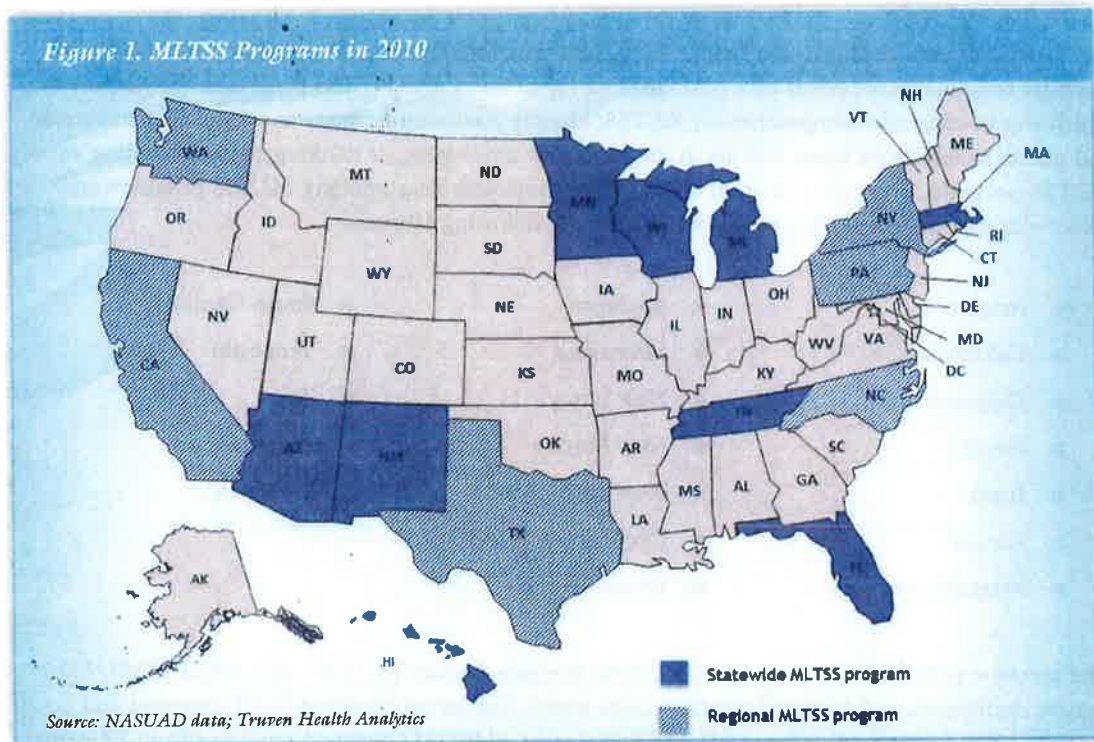 Figure 1. MLTSS Programs in 2010
NH
VT
ME
MA
WA
MT
ND
MN
OR
ID
SD
WI
MI
NY
RI
CT
WY
IA
PA
NJ
NE
OH
DE
NV
IL
IN
MD
UT
WV
VA
DC
CO
KS
MO
KY
CA
NC
TN
OK
AR
SC
AZ
NM
MS
AL
GA
TX
LA
FL
AK
HI
Statewide MLTSS program
Source: NASUAD data; Truven Health Analytics
Regional MLTSS program